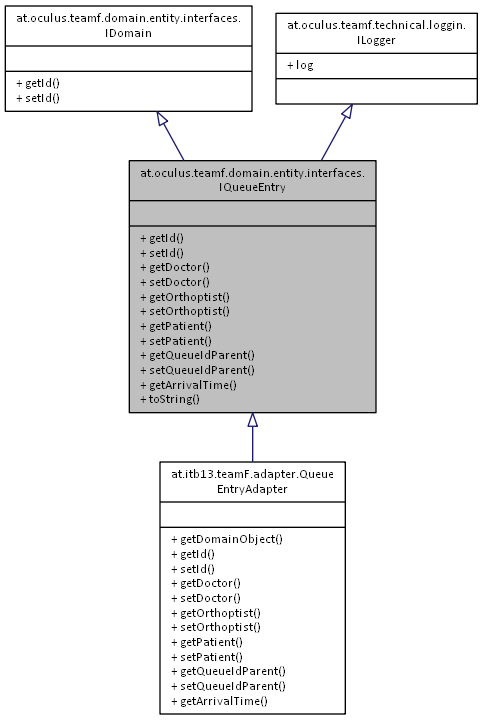 at.oculus.teamf.domain.entity.interfaces.
IDomain
+ getId()
+ setId()
at.oculus.teamf.technical.loggin.
ILogger
+ log
at.oculus.teamf.domain.entity.interfaces.
IQueueEntry
+ getId()
+ setId()
+ getDoctor()
+ setDoctor()
+ getOrthoptist()
+ setOrthoptist()
+ getPatient()
+ setPatient()
+ getQueueIdParent()
+ setQueueIdParent()
+ getArrivalTime()
+ toString()
at.itb13.teamF.adapter.Queue
EntryAdapter
+ getDomainObject()
+ getId()
+ setId()
+ getDoctor()
+ setDoctor()
+ getOrthoptist()
+ setOrthoptist()
+ getPatient()
+ setPatient()
+ getQueueIdParent()
+ setQueueIdParent()
+ getArrivalTime()